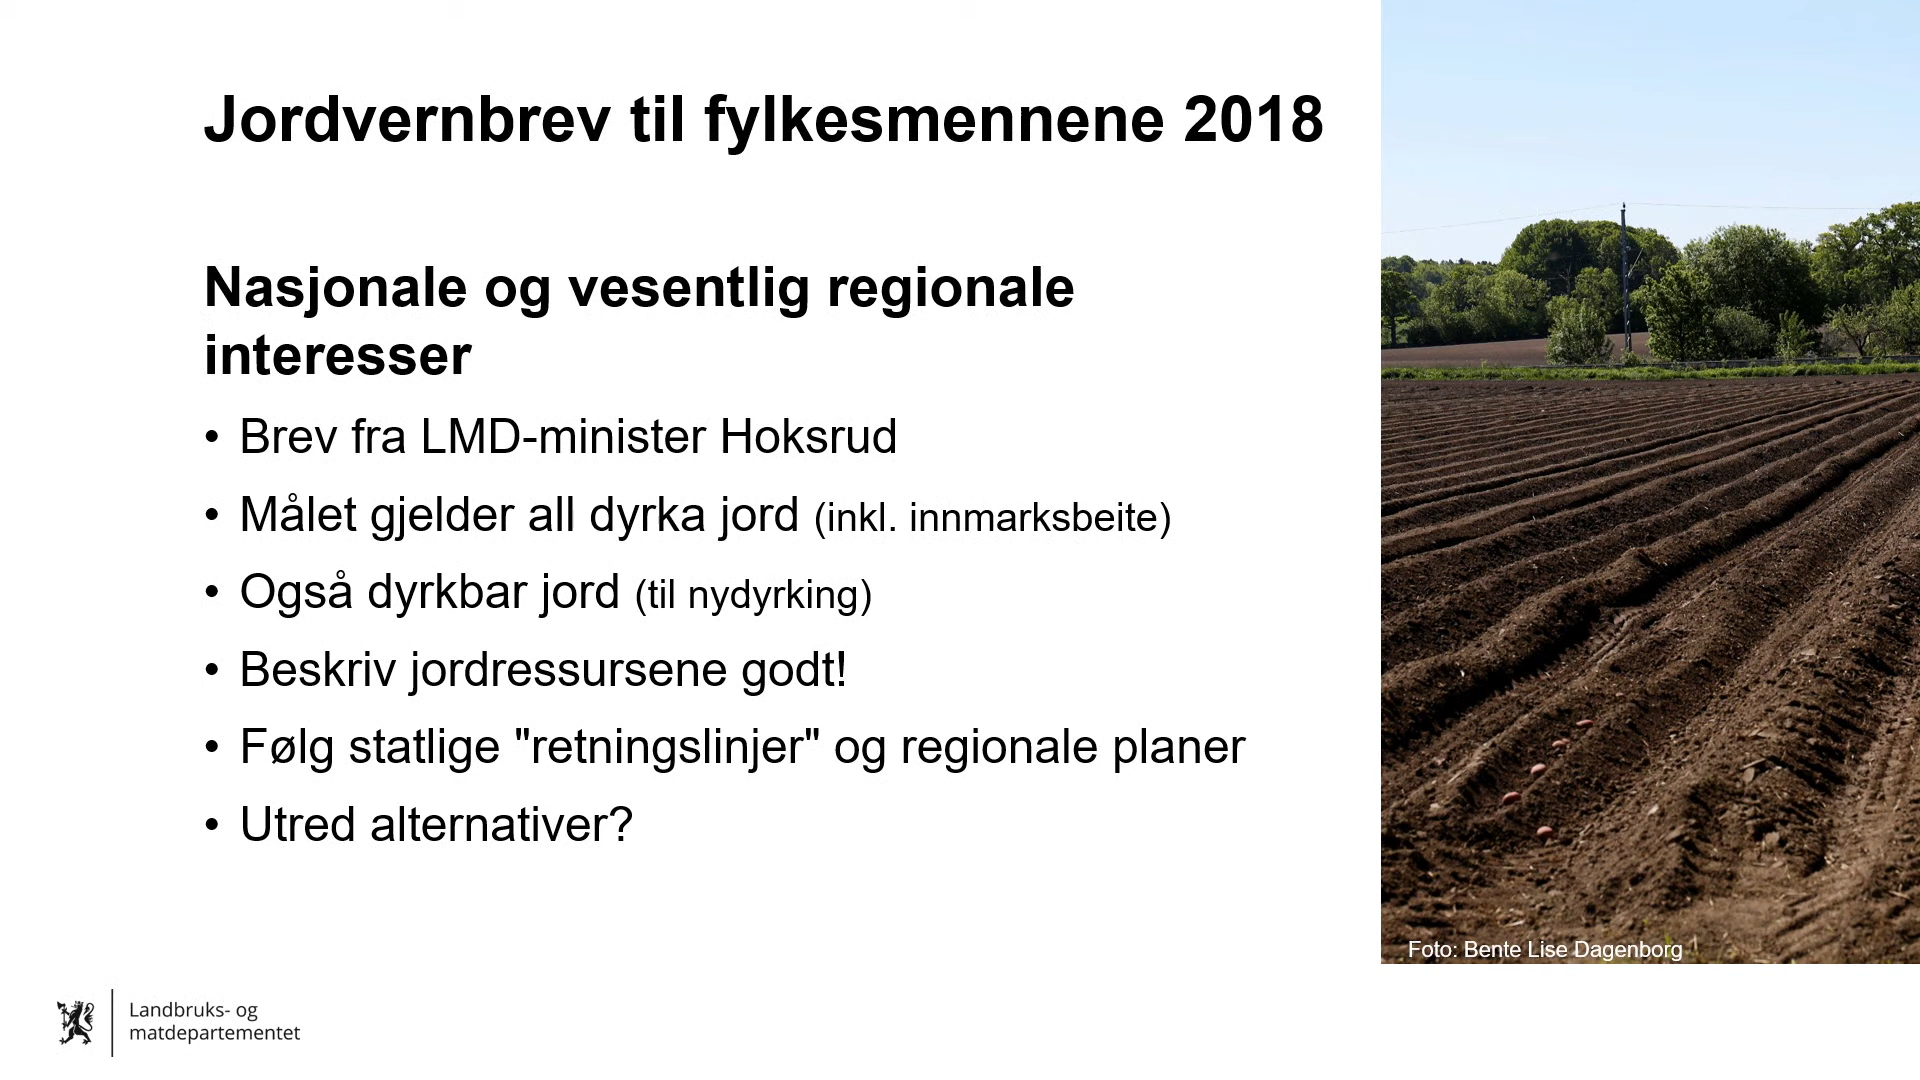 Jordvernbrev til fylkesmennene 2018
Nasjonale og vesentlig regionale
interesser
• Brev fra LMD-minister Hoksrud
• Målet gjelder all dyrka jord (inkl. innmarksbeite)
• Også dyrkbar jord (til nydyrking)
• Beskriv jordressursene godt!
• Følg statlige "retningslinjer" og regionale planer
• Utred alternativer?
Foto: Bente Lise Dagenborg
Landbruks- og
matdepartementet